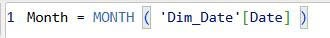 1 Month = MONTH ( 'Dim_Date'[Date] )